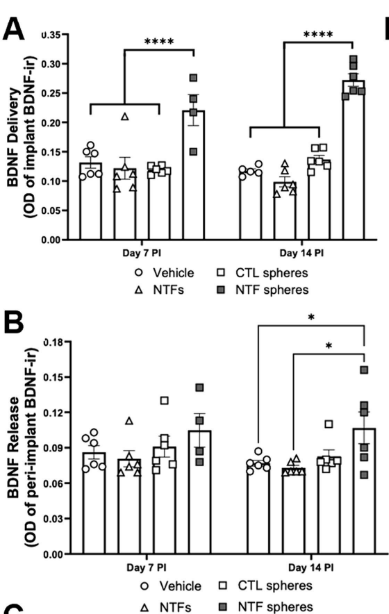 A
****
****
BDNF Delivery
(OD of implant BDNF-ir)
0.35
0.30
0.25
0.20
0.15
0.10
0.05
0.00
Day 7 PI
Day 14 PI
Vehicle
CTL spheres
NTFs
NTF spheres
B
*
*
BDNF Release
(OD of peri-implant BDNF-ir)
0.18
0.15
0.12
0.09
0.06
0.03
0.00
Day 7 PI
Day 14 PI
Vehicle
CTL spheres
NTFs
NTF spheres